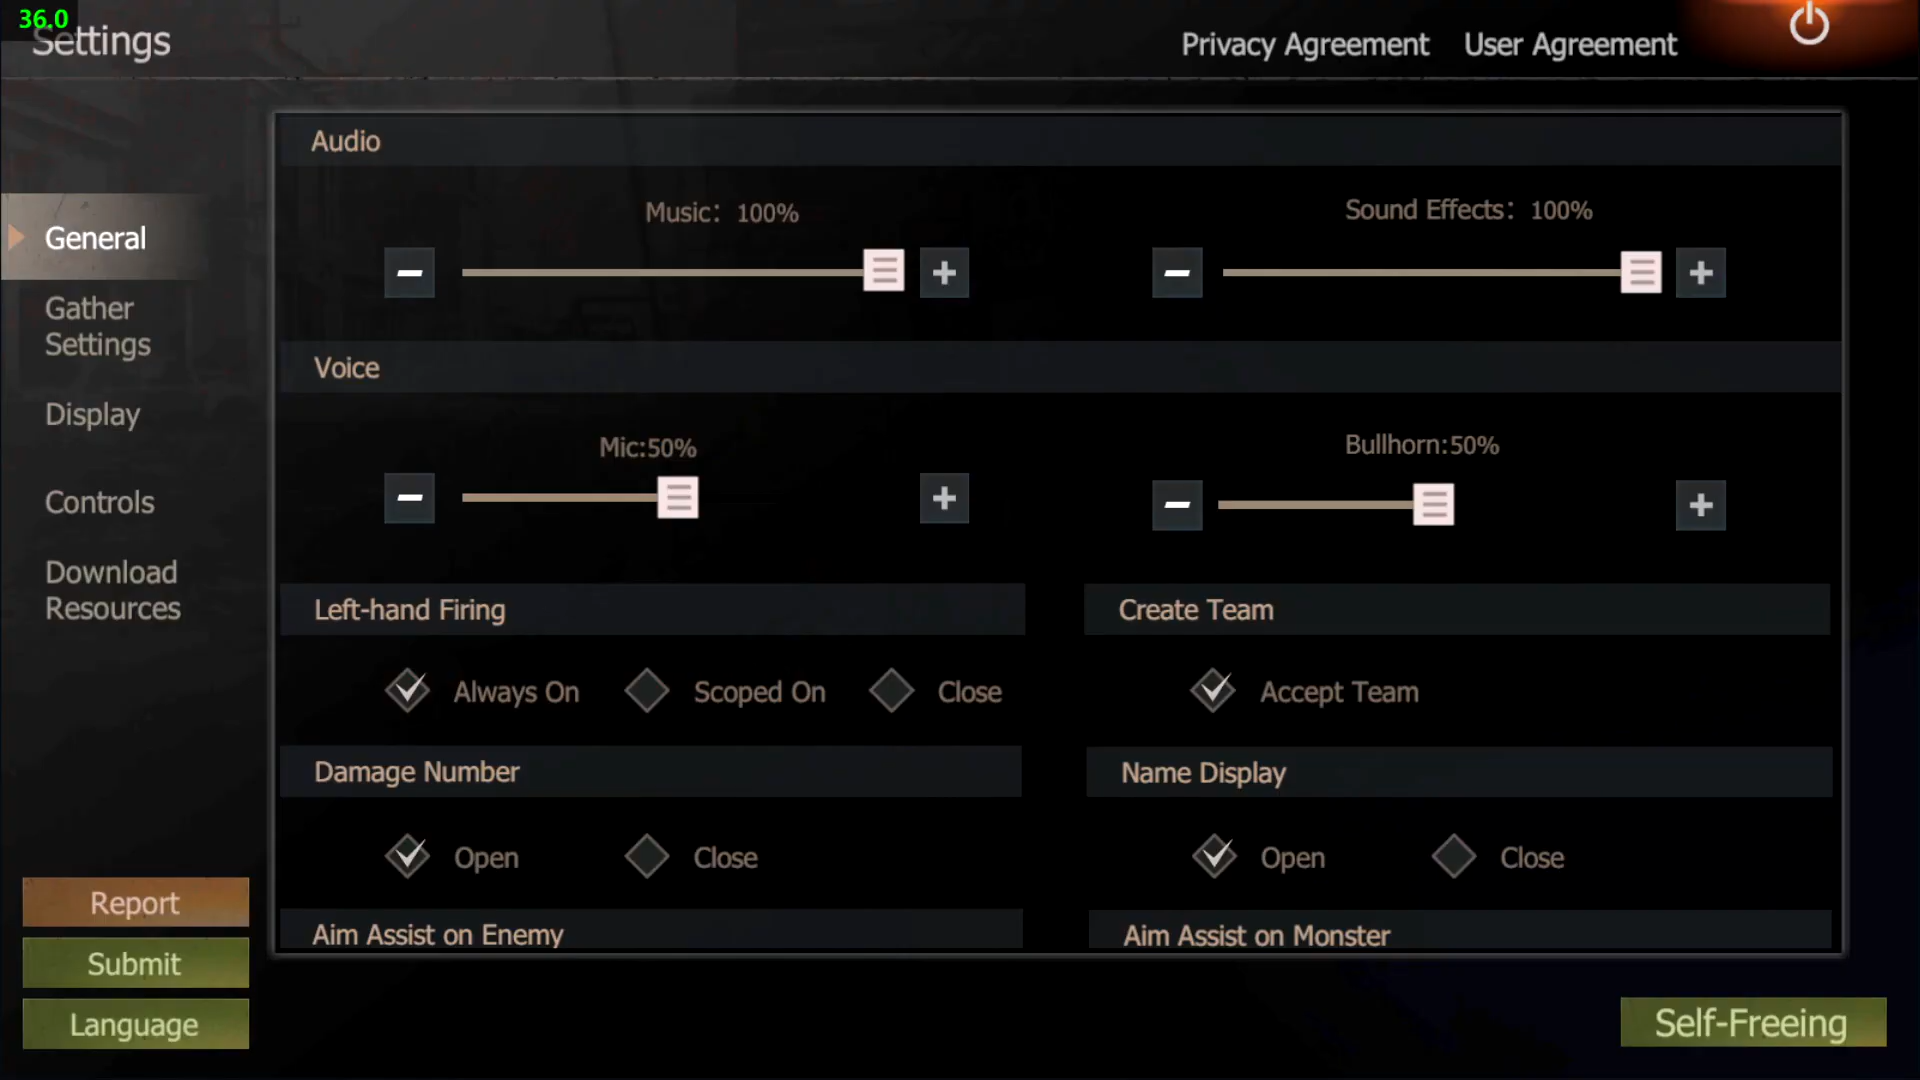 36.0
Settings
Privacy Agreement
User Agreement
Audio
Music: 100%
Sound Effects: 100%
General
Gather
Settings
Display
Controls
Download
Resources
Voice
Mic:50%
Bullhorn:50%
Left-hand Firing
Create Team
Always On
Scoped On
Close
Accept Team
Damage Number
Name Display
Open
Close
Open
Close
Aim Assist on Enemy
Aim Assist on Monster
Report
Submit
Language
Self-Freeing